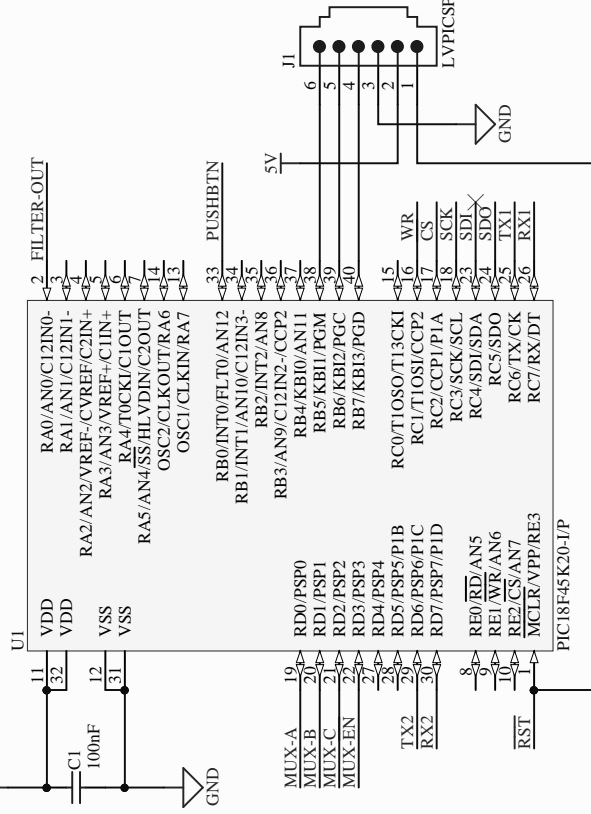 U1
PIC18F45K20-I/P
C1
100nF
GND
11 VDD
32 VDD
12 VSS
31 VSS
FILTER-OUT 2 RA0/AN0/C12IN0-
3 RA1/AN1/C12IN1-
4 RA2/AN2/VREF-/CVREF/C2IN+
5 RA3/AN3/VREF+/C1IN+
6 RA4/T0CKI/C1OUT
7 RA5/AN4/SS/HLVDIN/C2OUT
14 OSC2/CLKOUT/RA6
13 OSC1/CLKIN/RA7
PUSHBTN 33 RB0/INT0/FLT0/AN12
34 RB1/INT1/AN10/C12IN3-
35 RB2/INT2/AN8
36 RB3/AN9/C12IN2-/CCP2
37 RB4/KBI0/AN11
38 RB5/KBI1/PGM
39 RB6/KBI2/PGC
40 RB7/KBI3/PGD
15 RC0/T1OSO/T13CKI
WR 16 RC1/T1OSI/CCP2
CS 17 RC2/CCP1/P1A
SCK 18 RC3/SCK/SCL
SDI 23 RC4/SDI/SDA
SDO 24 RC5/SDO
TX1 25 RC6/TX/CK
RX1 26 RC7/RX/DT
MUX-A 19 RD0/PSP0
MUX-B 20 RD1/PSP1
MUX-C 21 RD2/PSP2
MUX-EN 22 RD3/PSP3
27 RD4/PSP4
28 RD5/PSP5/P1B
TX2 29 RD6/PSP6/P1C
RX2 30 RD7/PSP7/P1D
8 RE0/RD/AN5
9 RE1/WR/AN6
10 RE2/CS/AN7
RST 1 MCLR/VPP/RE3
J1
6
5
4
3
2
1
5V
GND